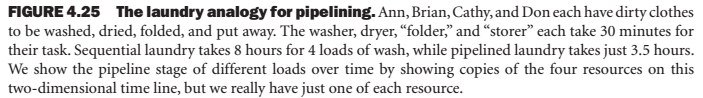 FIGURE 4.25 The laundry analogy for pipelining. Ann, Brian, Cathy, and Don each have dirty clothes
to be washed, dried, folded, and put away. The washer, dryer, “folder,” and “storer” each take 30 minutes for
their task. Sequential laundry takes 8 hours for 4 loads of wash, while pipelined laundry takes just 3.5 hours.
We show the pipeline stage of different loads over time by showing copies of the four resources on this
two-dimensional time line, but we really have just one of each resource.